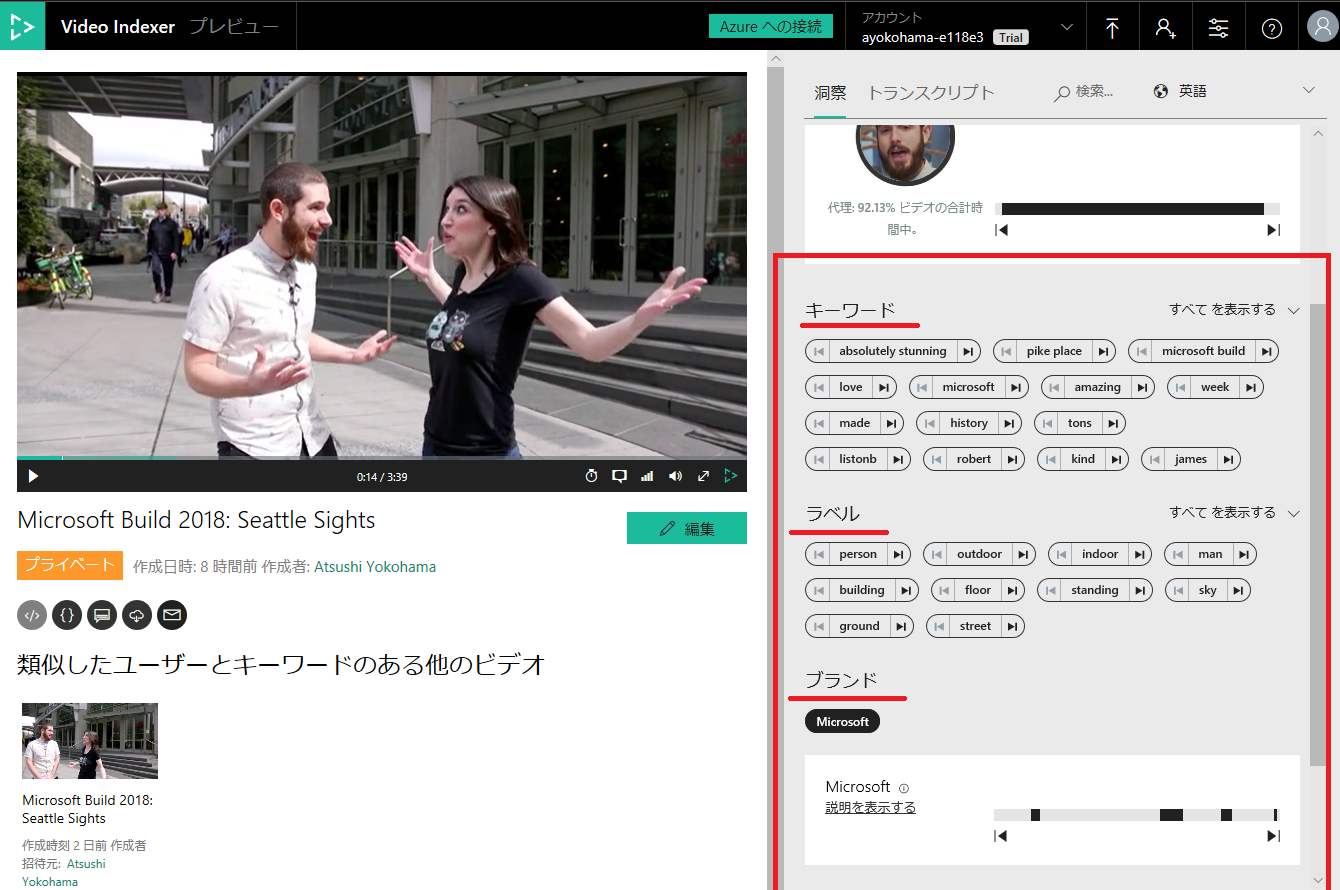 Video Indexer プレビュー
Azure への接続
アカウント
ayokohama-e118e3 Trial
洞察 トランスクリプト 検索... 英語
代理: 92.13% ビデオの合計時
間中。
0:14 / 3:39
Microsoft Build 2018: Seattle Sights
編集
プライベート 作成日時: 8 時間前 作成者: Atsushi Yokohama
類似したユーザーとキーワードのある他のビデオ
Microsoft Build 2018:
Seattle Sights
作成時刻 2 日前 作成者
招待元: Atsushi
Yokohama
キーワード すべて を表示する
absolutely stunning pike place microsoft build
love microsoft amazing week
made history tons
listonb robert kind james
ラベル すべて を表示する
person outdoor indoor man
building floor standing sky
ground street
ブランド
Microsoft
Microsoft
説明を表示する